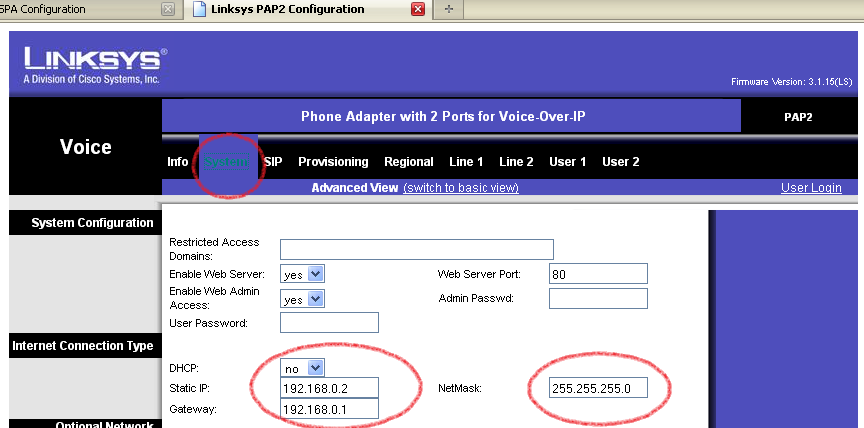 SPA Configuration Linksys PAP2 Configuration
LINKSYS®
A Division of Cisco Systems, Inc.
Firmware Version: 3.1.15(LS)
Phone Adapter with 2 Ports for Voice-Over-IP PAP2
Voice
Info System SIP Provisioning Regional Line 1 Line 2 User 1 User 2
Advanced View (switch to basic view) User Login
System Configuration
Restricted Access
Domains:
Enable Web Server: yes Web Server Port: 80
Enable Web Admin
Access: yes Admin Passwd:
User Password:
Internet Connection Type
DHCP: no
Static IP: 192.168.0.2 NetMask: 255.255.255.0
Gateway: 192.168.0.1
Optional Network